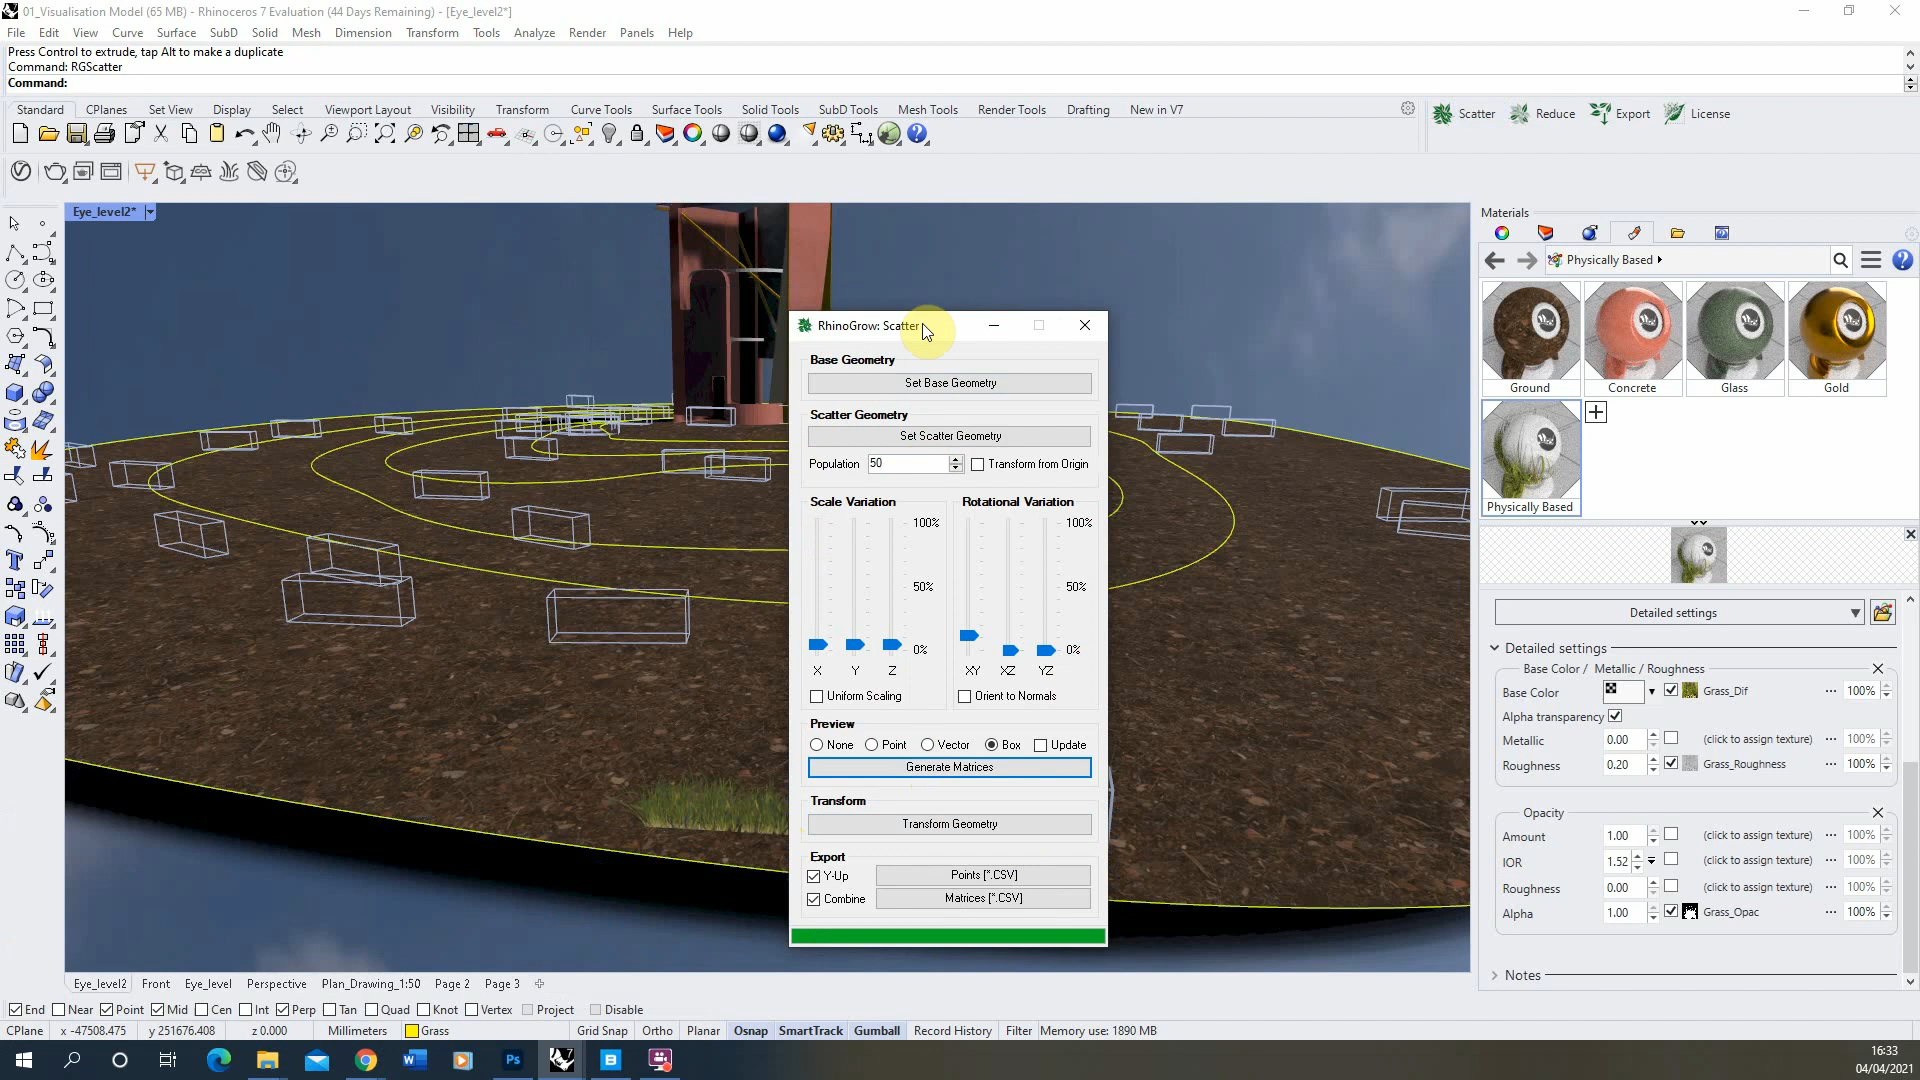 01_Visualisation Model (65 MB) - Rhinoceros 7 Evaluation (44 Days Remaining) - [Eye_level2*]
File Edit View Curve Surface SubD Solid Mesh Dimension Transform Tools Analyze Render Panels Help
Press Control to extrude, tap Alt to make a duplicate
Command: RGScatter
Command:
Standard CPlanes Set View Display Select Viewport Layout Visibility Transform Curve Tools Surface Tools Solid Tools SubD Tools Mesh Tools Render Tools Drafting New in V7
Scatter Reduce Export License
Eye_level2*
RhinoGrow: Scatter
Base Geometry
Set Base Geometry
Scatter Geometry
Set Scatter Geometry
Population 50 Transform from Origin
Scale Variation Rotational Variation
100% 100%
50% 50%
0% 0%
X Y Z XY XZ YZ
Uniform Scaling Orient to Normals
Preview
None Point Vector Box Update
Generate Matrices
Transform
Transform Geometry
Export
Y-Up Points [*.CSV]
Combine Matrices [*.CSV]
Materials
Physically Based
Ground Concrete Glass Gold
Physically Based
Detailed settings
Detailed settings
Base Color / Metallic / Roughness
Base Color Grass_Dif 100%
Alpha transparency
Metallic 0.00 (click to assign texture) 100%
Roughness 0.20 Grass_Roughness 100%
Opacity
Amount 1.00 (click to assign texture) 100%
IOR 1.52 (click to assign texture) 100%
Roughness 0.00 (click to assign texture) 100%
Alpha 1.00 Grass_Opac 100%
Notes
Eye_level2 Front Eye_level Perspective Plan_Drawing_1:50 Page 2 Page 3
End Near Point Mid Cen Int Perp Tan Quad Knot Vertex Project Disable
CPlane x -47508.475 y 251676.408 z 0.000 Millimeters Grass Grid Snap Ortho Planar Osnap SmartTrack Gumball Record History Filter Memory use: 1890 MB
16:33
04/04/2021